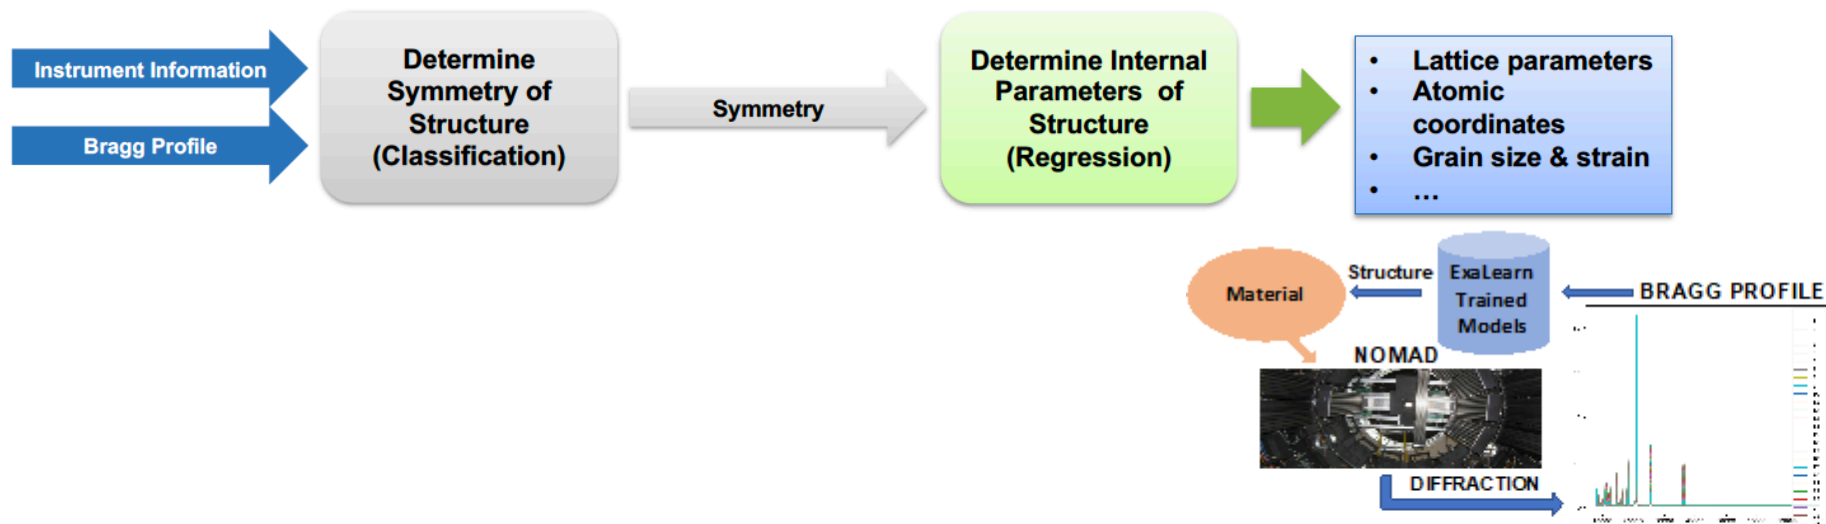 Instrument Information
Bragg Profile
Determine
Symmetry of
Structure
(Classification)
Symmetry
Determine Internal
Parameters of
Structure
(Regression)
• Lattice parameters
• Atomic
coordinates
• Grain size & strain
• ...
Material
Structure
ExaLearn
Trained
Models
BRAGG PROFILE
NOMAD
DIFFRACTION